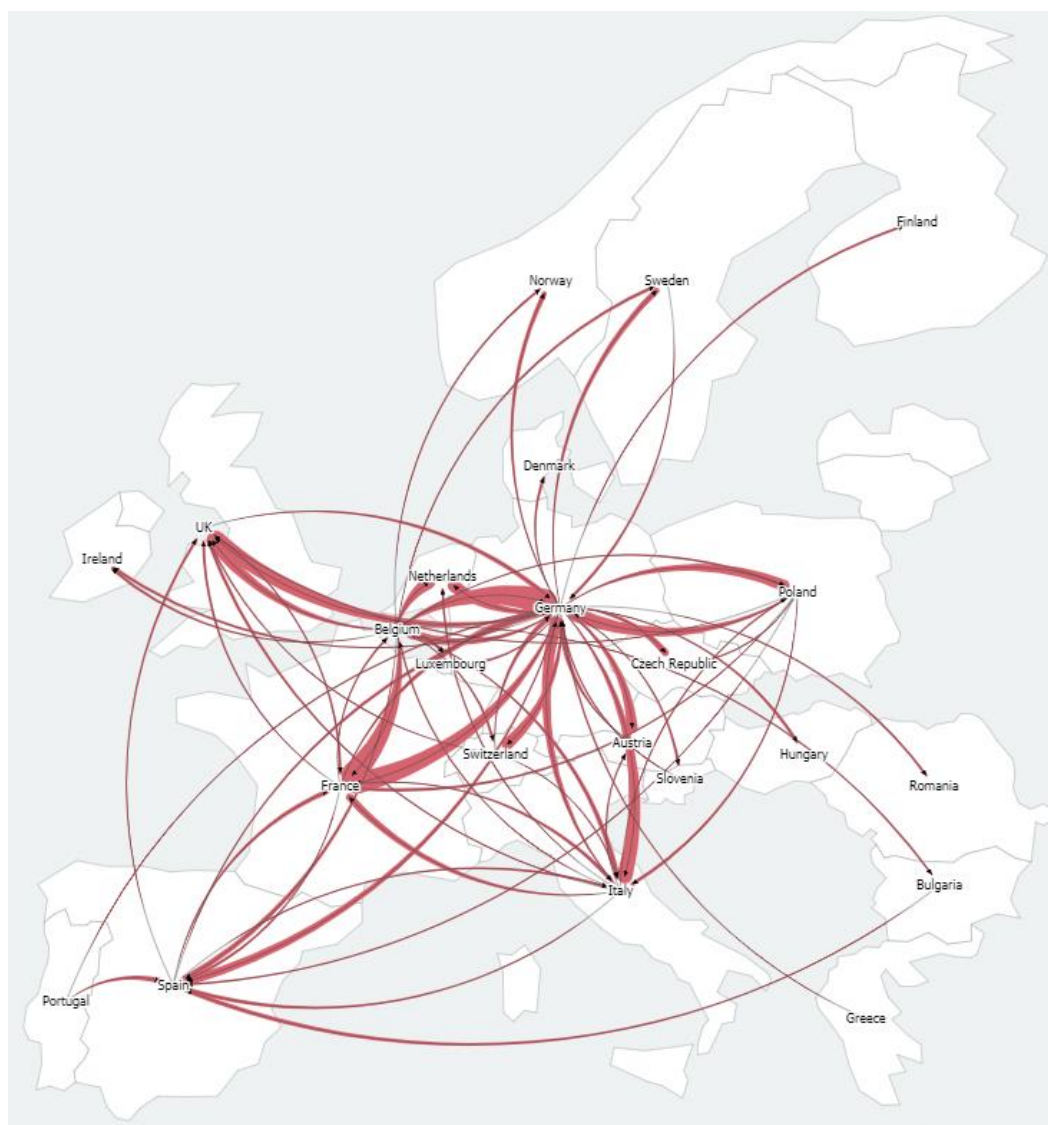 Finland
Norway
Sweden
Denmark
UK
Ireland
Netherlands
Poland
Germany
Belgium
Luxembourg
Czech Republic
Austria
Switzerland
Hungary
Slovenia
France
Romania
Bulgaria
Italy
Spain
Portugal
Greece